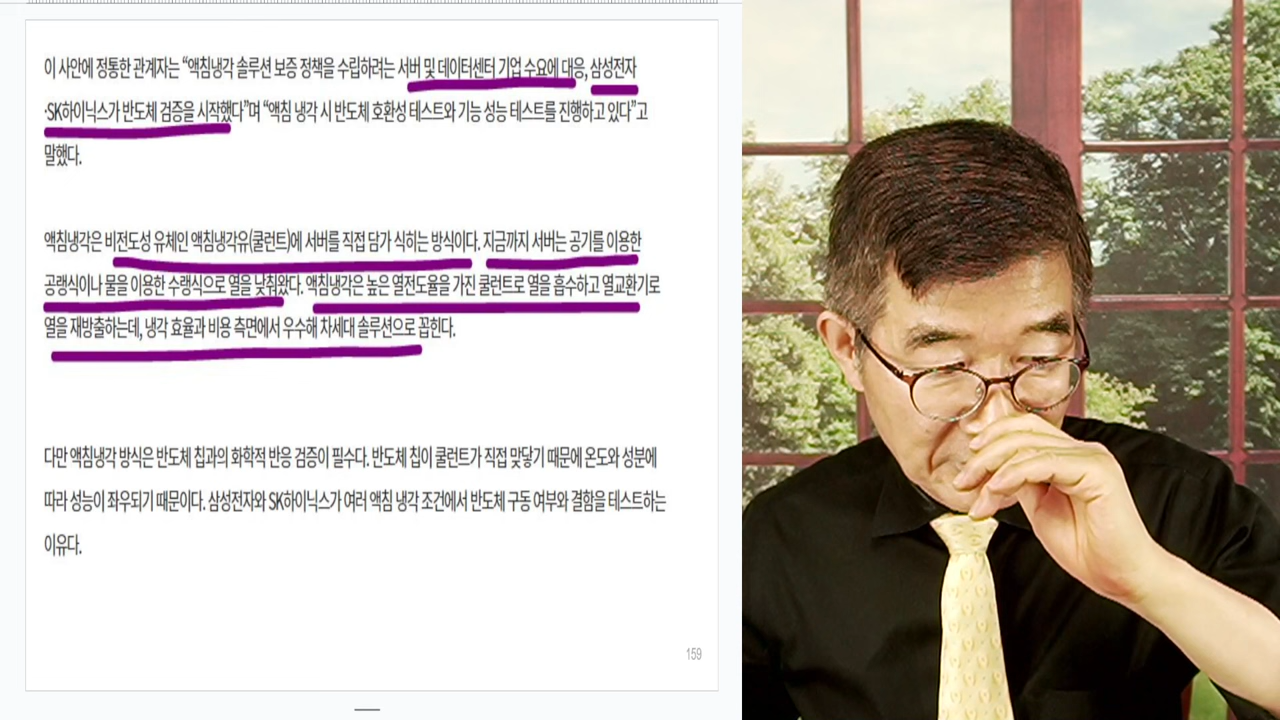 이 사안에 정통한 관계자는 “액침냉각 솔루션 보증 정책을 수립하려는 서버 및 데이터센터 기업 수요에 대응, 삼성전자
·SK하이닉스가 반도체 검증을 시작했다”며 “액침 냉각 시 반도체 호환성 테스트와 기능 성능 테스트를 진행하고 있다”고
말했다.
액침냉각은 비전도성 유체인 액침냉각유(쿨런트)에 서버를 직접 담가 식히는 방식이다. 지금까지 서버는 공기를 이용한
공랭식이나 물을 이용한 수랭식으로 열을 낮춰왔다. 액침냉각은 높은 열전도율을 가진 쿨런트로 열을 흡수하고 열교환기로
열을 재방출하는데, 냉각 효율과 비용 측면에서 우수해 차세대 솔루션으로 꼽힌다.
다만 액침냉각 방식은 반도체 칩과의 화학적 반응 검증이 필수다. 반도체 칩이 쿨런트가 직접 맞닿기 때문에 온도와 성분에
따라 성능이 좌우되기 때문이다. 삼성전자와 SK하이닉스가 여러 액침 냉각 조건에서 반도체 구동 여부와 결함을 테스트하는
이유다.
159